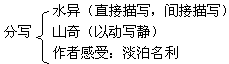 水异（直接描写，间接描写）
分写 山奇（以动写静）
作者感受：淡泊名利